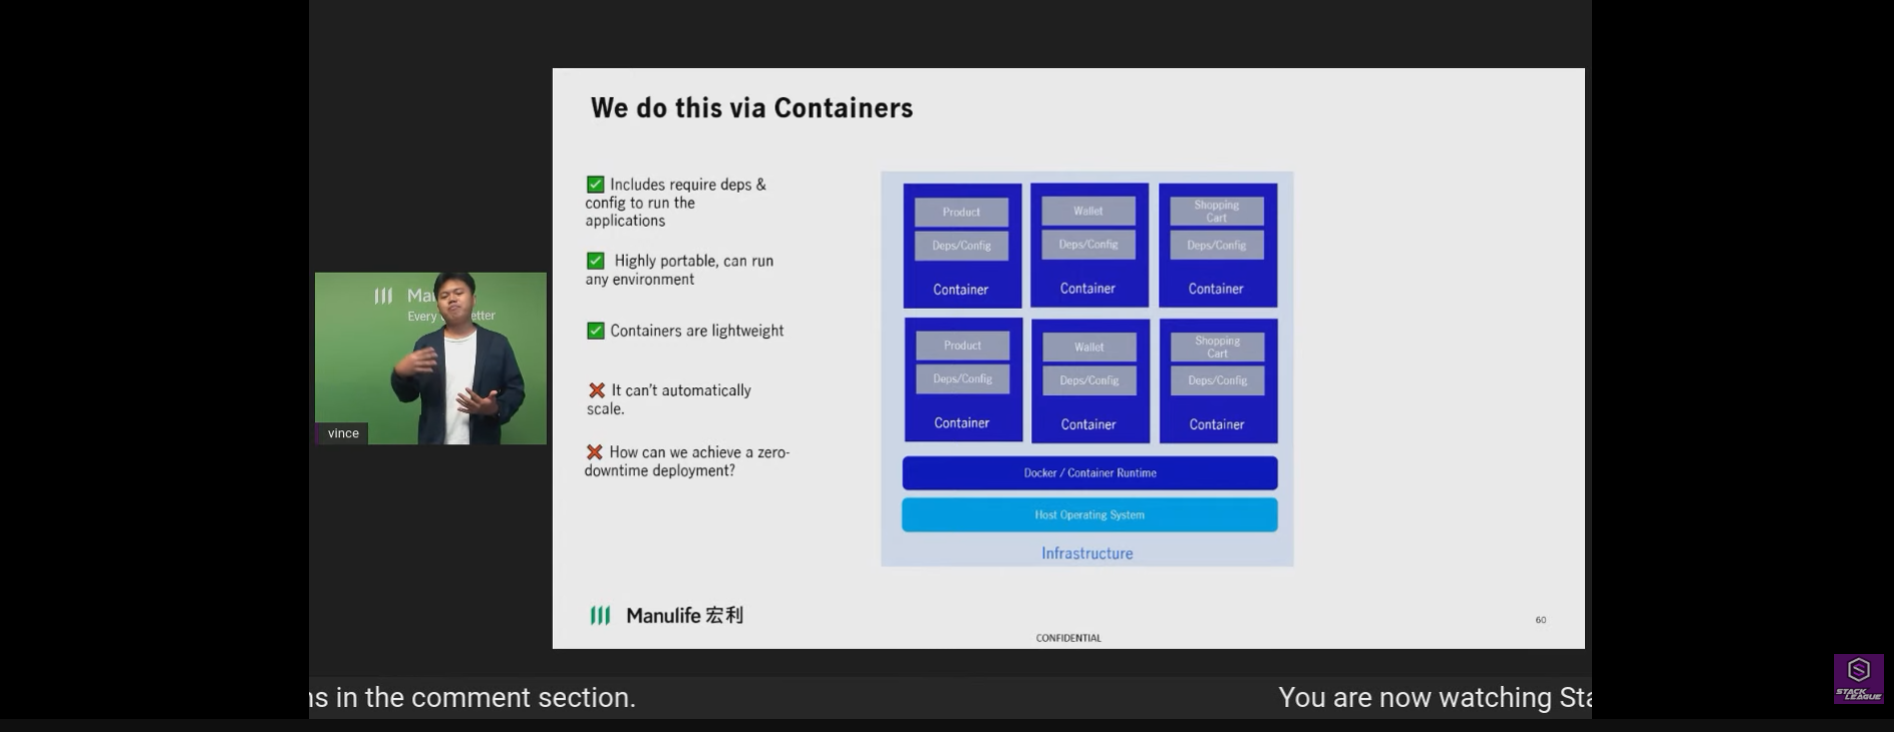 We do this via Containers
✅ Includes require deps &
config to run the
applications
✅ Highly portable, can run
any environment
✅ Containers are lightweight
❌ It can't automatically
scale.
❌ How can we achieve a zero-
downtime deployment?
Product
Deps/Config
Container
Wallet
Deps/Config
Container
Shopping
Cart
Deps/Config
Container
Product
Deps/Config
Container
Wallet
Deps/Config
Container
Shopping
Cart
Deps/Config
Container
Docker / Container Runtime
Host Operating System
Infrastructure
Manulife 宏利
60
CONFIDENTIAL
Ma
Every etter
vince
s in the comment section.
You are now watching Sta
STACK
LEAGUE